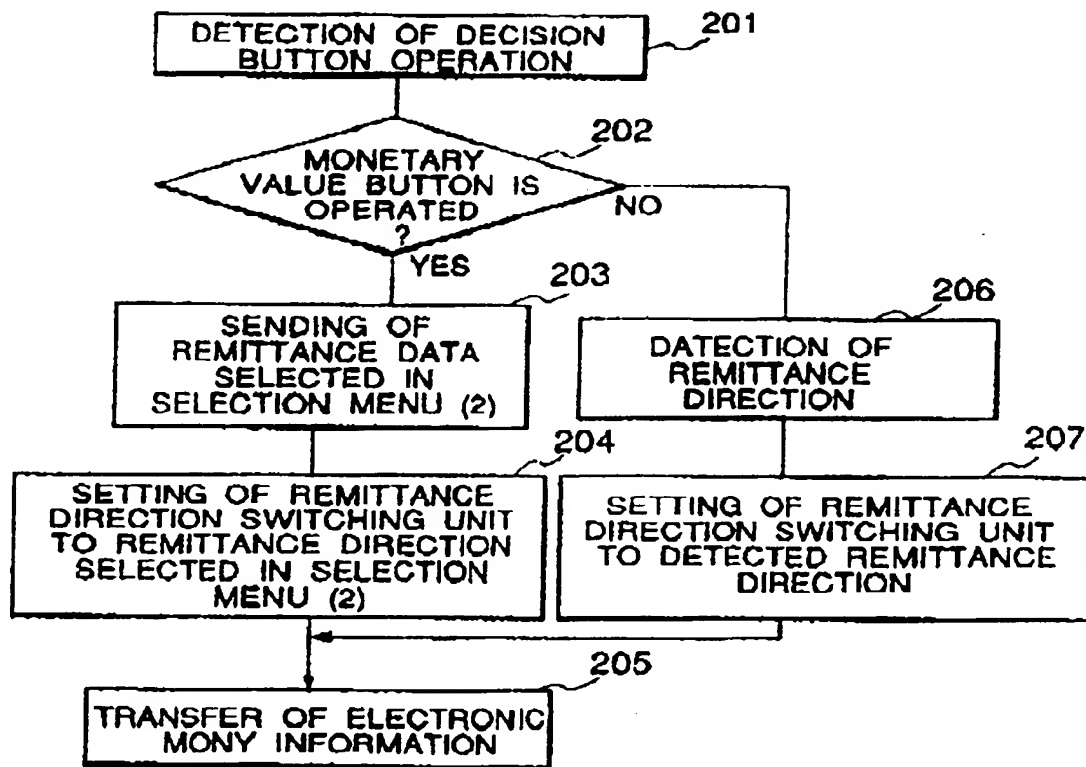 DETECTION OF DECISION
BUTTON OPERATION
201
202
MONETARY
VALUE BUTTON IS
OPERATED
?
NO
YES
203
SENDING OF
REMITTANCE DATA
SELECTED IN
SELECTION MENU (2)
206
DATECTION OF
REMITTANCE
DIRECTION
204
SETTING OF REMITTANCE
DIRECTION SWITCHING UNIT
TO REMITTANCE DIRECTION
SELECTED IN SELECTION
MENU (2)
207
SETTING OF REMITTANCE
DIRECTION SWITCHING UNIT
TO DETECTED REMITTANCE
DIRECTION
205
TRANSFER OF ELECTRONIC
MONY INFORMATION